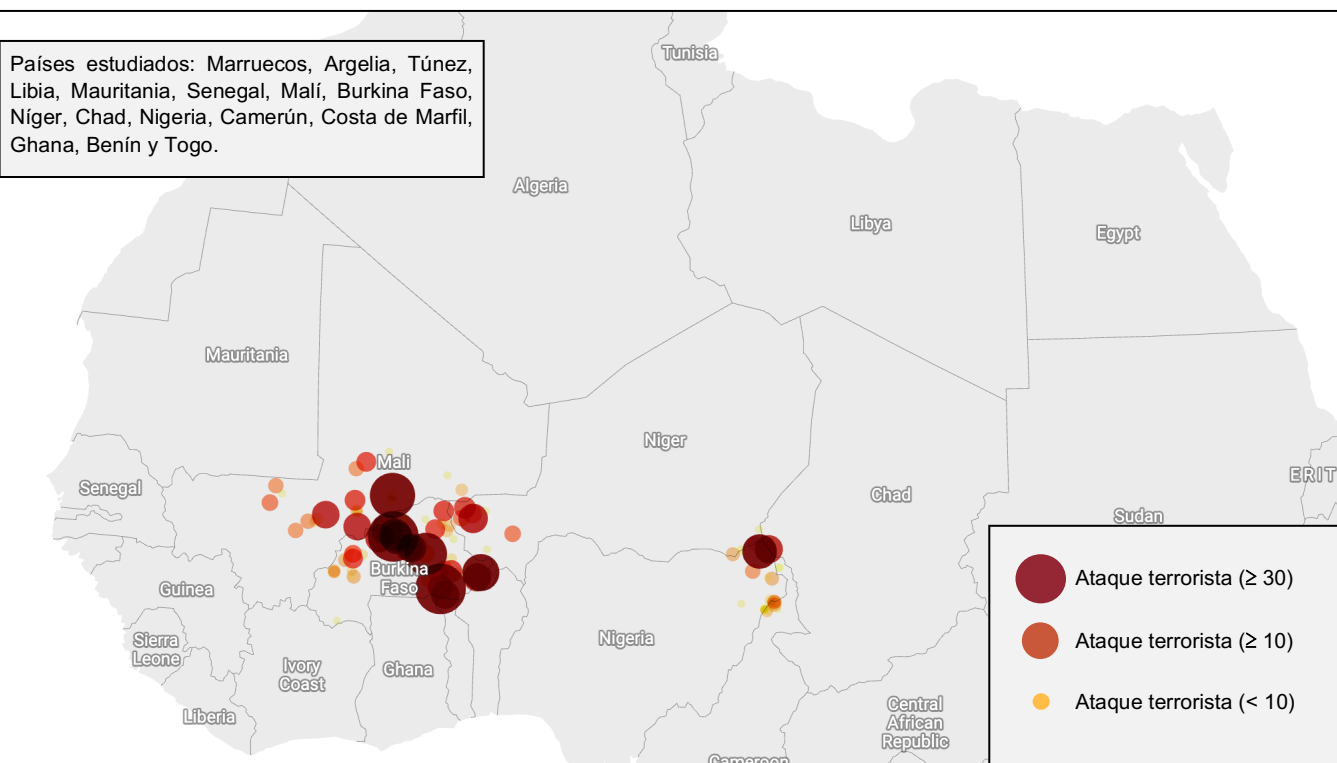 Países estudiados: Marruecos, Argelia, Túnez,
Libia, Mauritania, Senegal, Malí, Burkina Faso,
Níger, Chad, Nigeria, Camerún, Costa de Marfil,
Ghana, Benín y Togo.
Tunisia
Algeria
Libya
Egypt
Mauritania
Niger
Mali
Senegal
Chad
ERIT
Sudan
Burkina
Faso
Guinea
Sierra
Leone
Nigeria
Ivory
Coast
Ghana
Liberia
Central
African
Republic
Cameroon
Ataque terrorista (≥ 30)
Ataque terrorista (≥ 10)
Ataque terrorista (< 10)